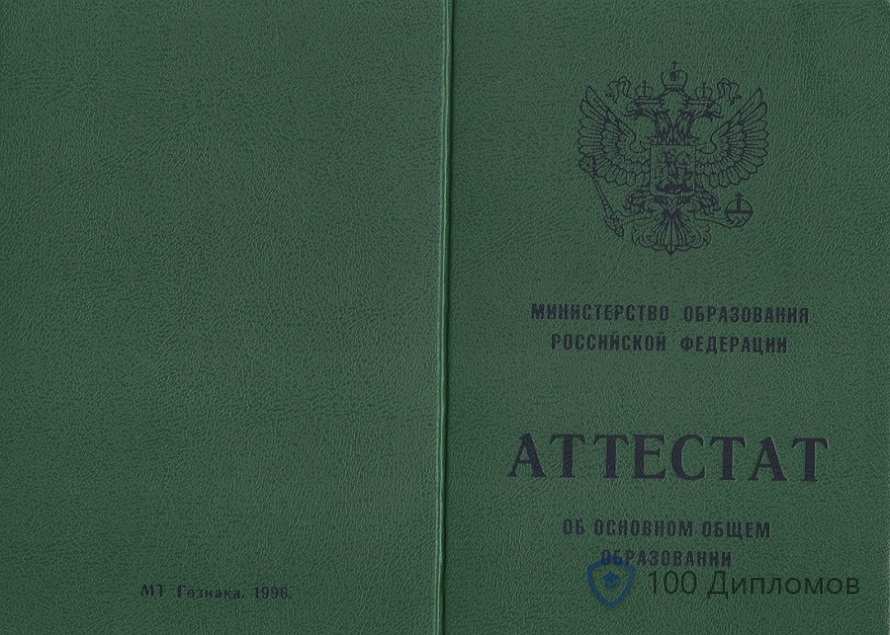 МТ Гознака. 1996.
МИНИСТЕРСТВО ОБРАЗОВАНИЯ
РОССИЙСКОЙ ФЕДЕРАЦИИ
АТТЕСТАТ
ОБ ОСНОВНОМ ОБЩЕМ
ОБРАЗОВАНИИ
100 Дипломов